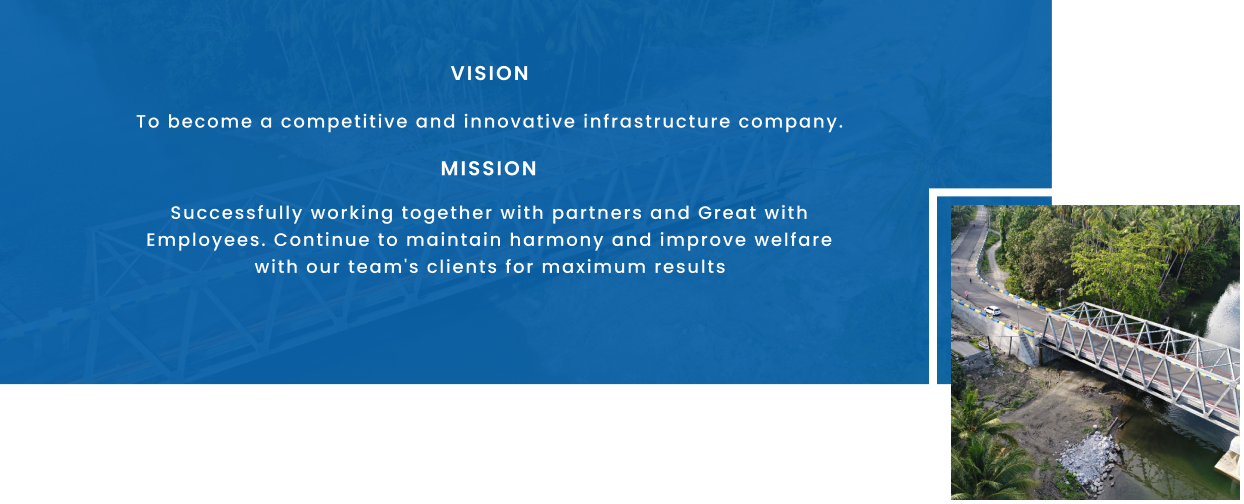 VISION
To become a competitive and innovative infrastructure company.
MISSION
Successfully working together with partners and Great with
Employees. Continue to maintain harmony and improve welfare
with our team's clients for maximum results